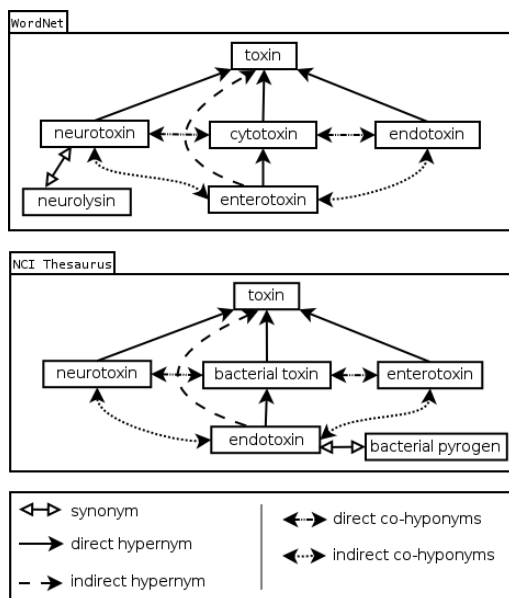 WordNet
toxin
neurotoxin
cytotoxin
endotoxin
neurolysin
enterotoxin
NCI Thesaurus
toxin
neurotoxin
bacterial toxin
enterotoxin
endotoxin
bacterial pyrogen
synonym
direct hypernym
indirect hypernym
direct co-hyponyms
indirect co-hyponyms